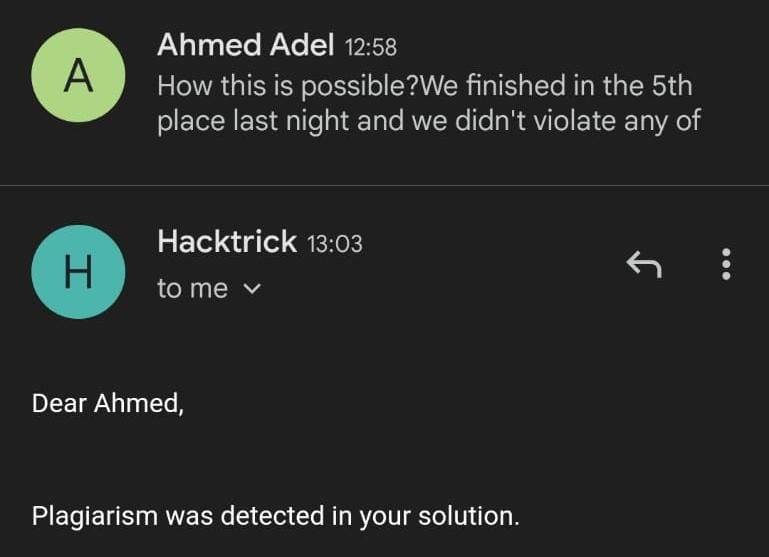 A
Ahmed Adel 12:58
How this is possible?We finished in the 5th
place last night and we didn't violate any of
H
Hacktrick 13:03
to me
Dear Ahmed,
Plagiarism was detected in your solution.